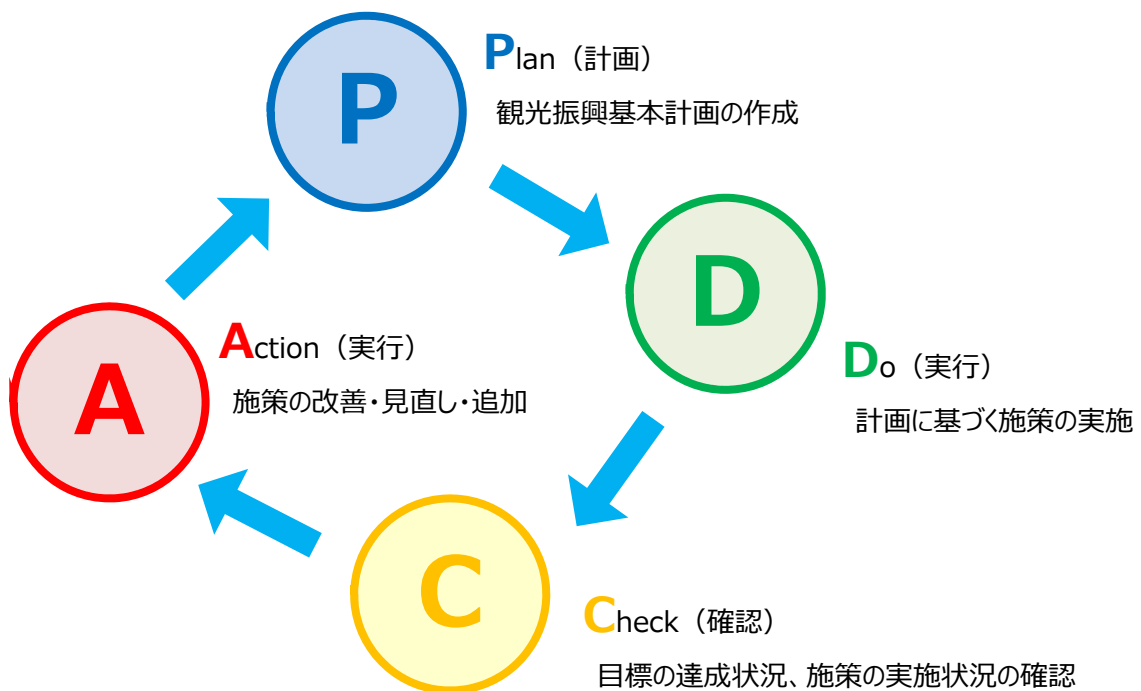 P
Plan（計画）
観光振興基本計画の作成
D
Do（実行）
計画に基づく施策の実施
C
Check（確認）
目標の達成状況、施策の実施状況の確認
A
Action（実行）
施策の改善・見直し・追加